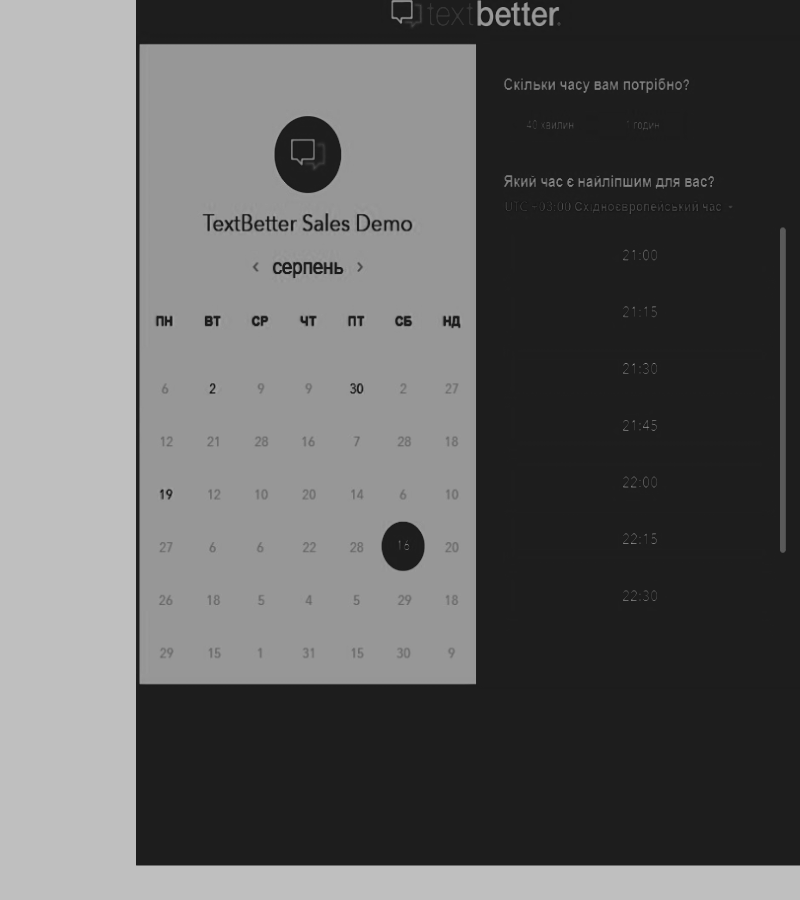 textbetter.
TextBetter Sales Demo
‹ серпень ›
ПН ВТ СР ЧТ ПТ СБ НД
6 2 9 9 30 2 27
12 21 28 16 7 28 18
19 12 10 20 14 6 10
27 6 6 22 28 16 20
26 18 5 4 5 29 18
29 15 1 31 15 30 9
Скільки часу вам потрібно?
40 хвилин 1 годин
Який час є найліпшим для вас?
UTC +03:00 Східноєвропейський час
21:00
21:15
21:30
21:45
22:00
22:15
22:30